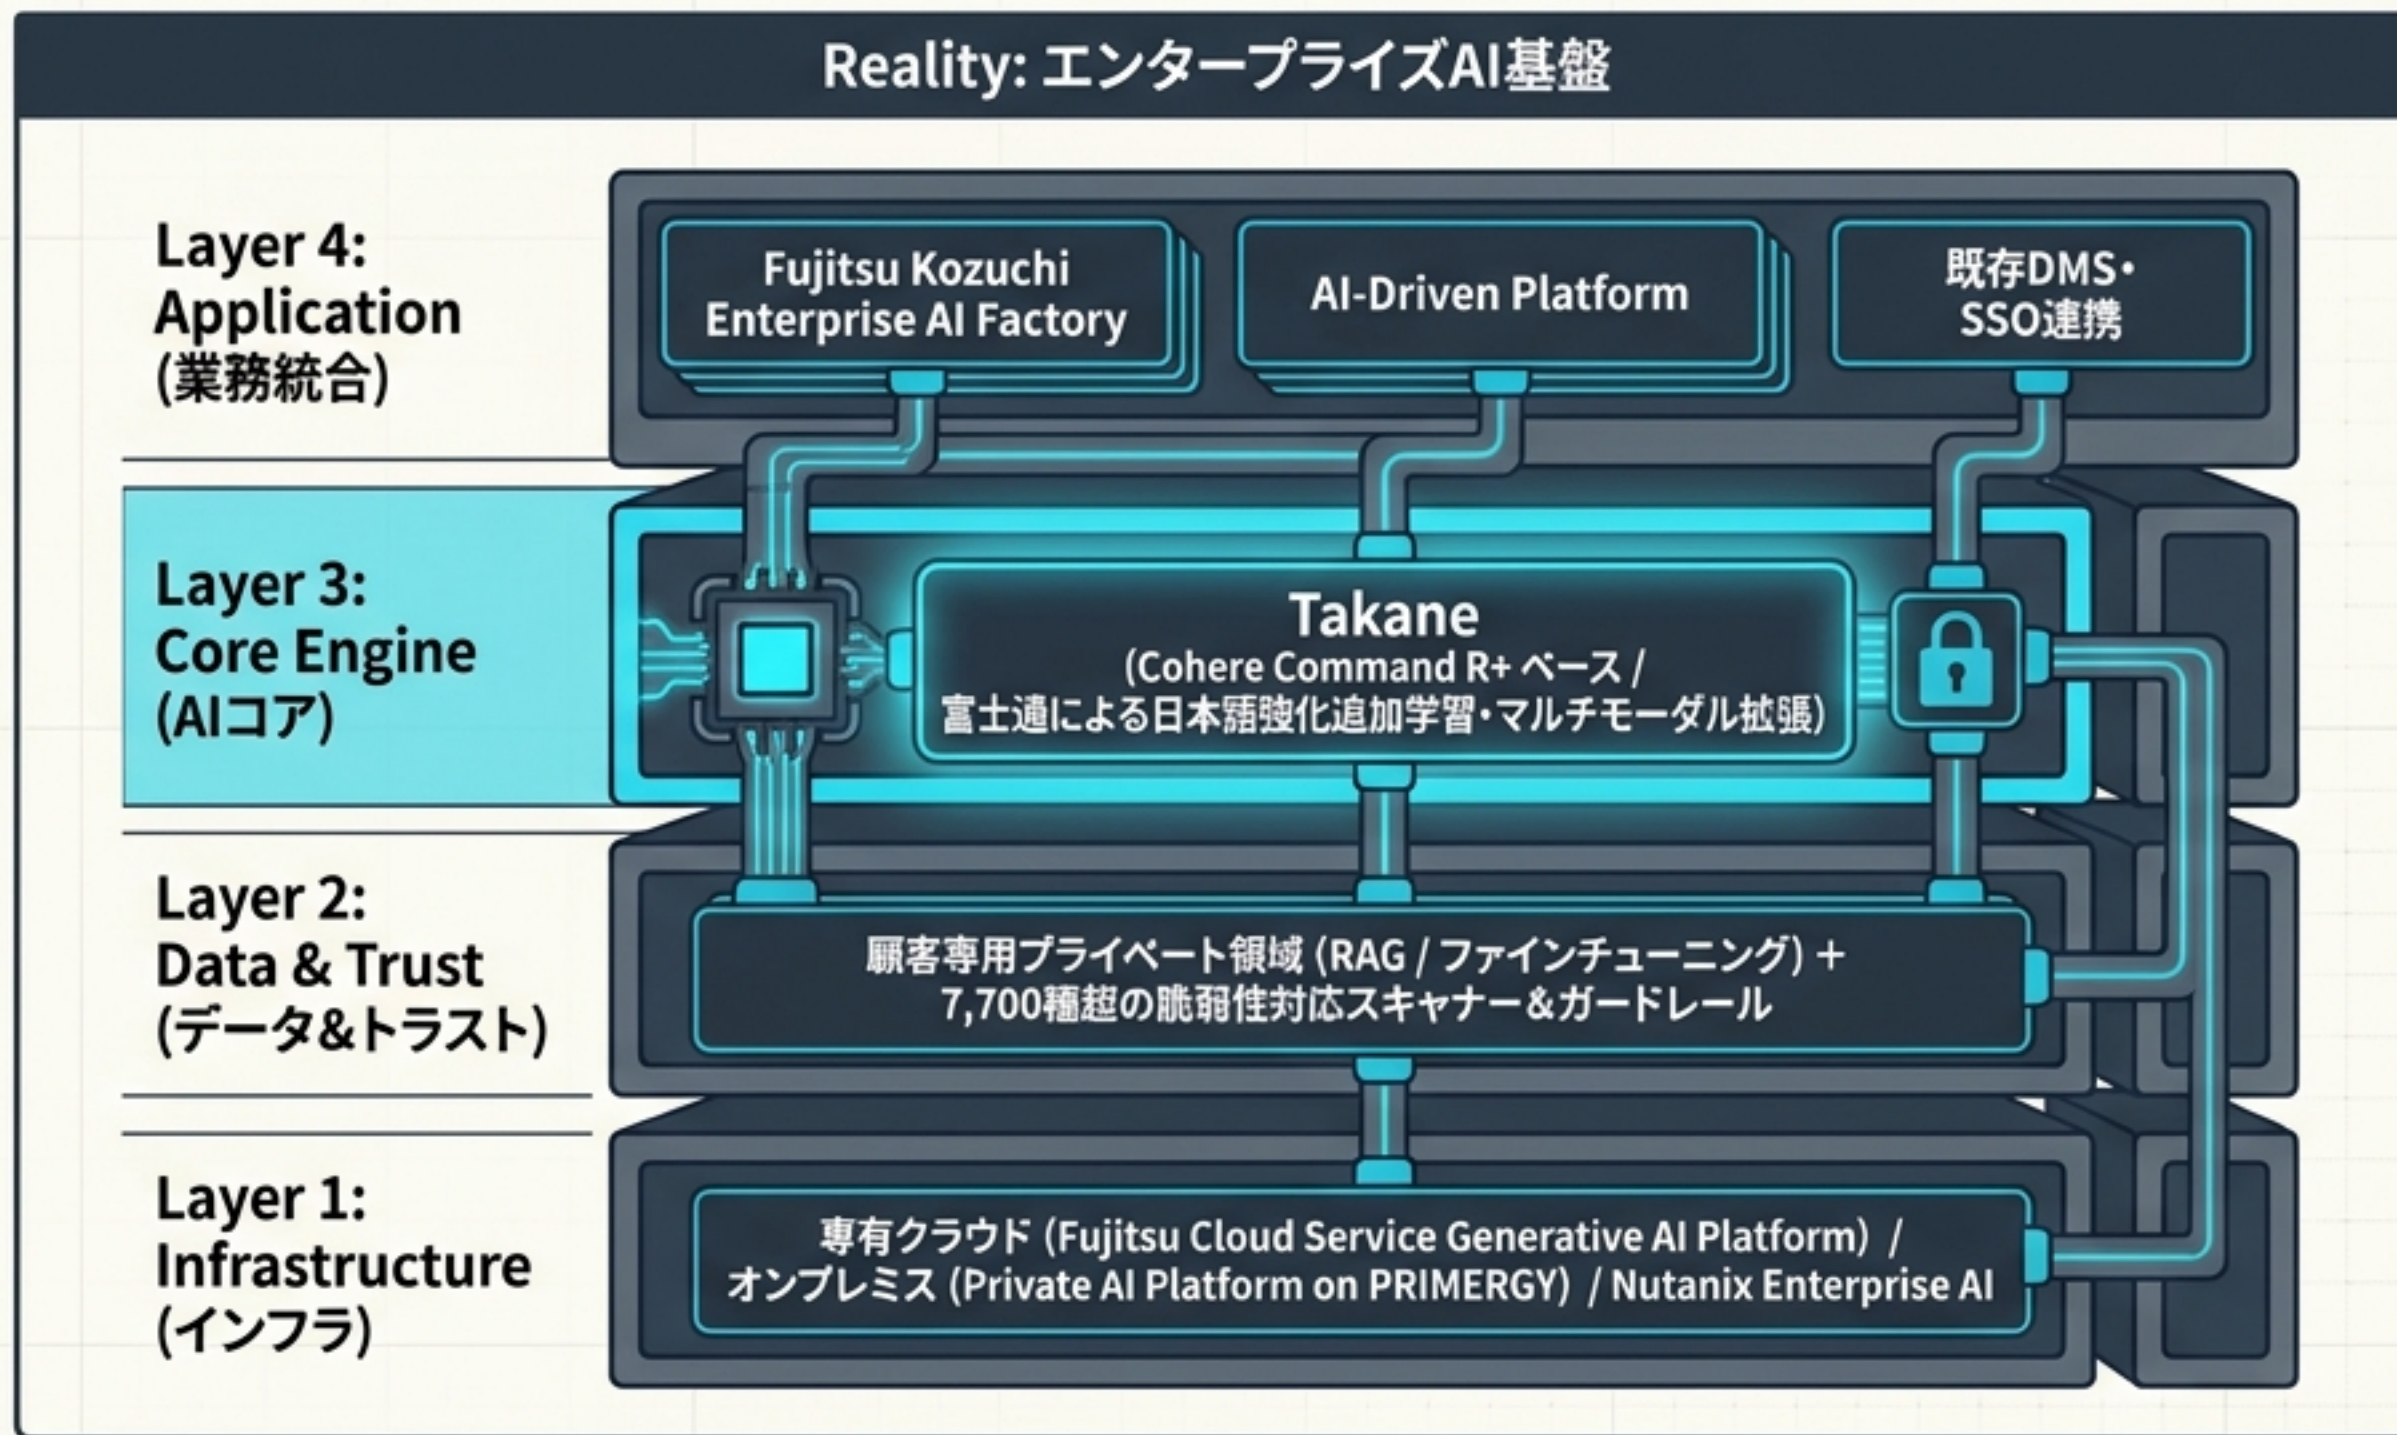 Reality: エンタープライズAI基盤
Layer 4:
Application
(業務統合)
Fujitsu Kozuchi
Enterprise AI Factory
AI-Driven Platform
既存DMS・
SSO連携
Layer 3:
Core Engine
(AIコア)
Takane
(Cohere Command R+ ベース /
富士通による日本語強化追加学習・マルチモーダル拡張)
Layer 2:
Data & Trust
(データ&トラスト)
顧客専用プライベート領域 (RAG / ファインチューニング) +
7,700種超の脆弱性対応スキャナー&ガードレール
Layer 1:
Infrastructure
(インフラ)
専有クラウド (Fujitsu Cloud Service Generative AI Platform) /
オンプレミス (Private AI Platform on PRIMERGY) / Nutanix Enterprise AI